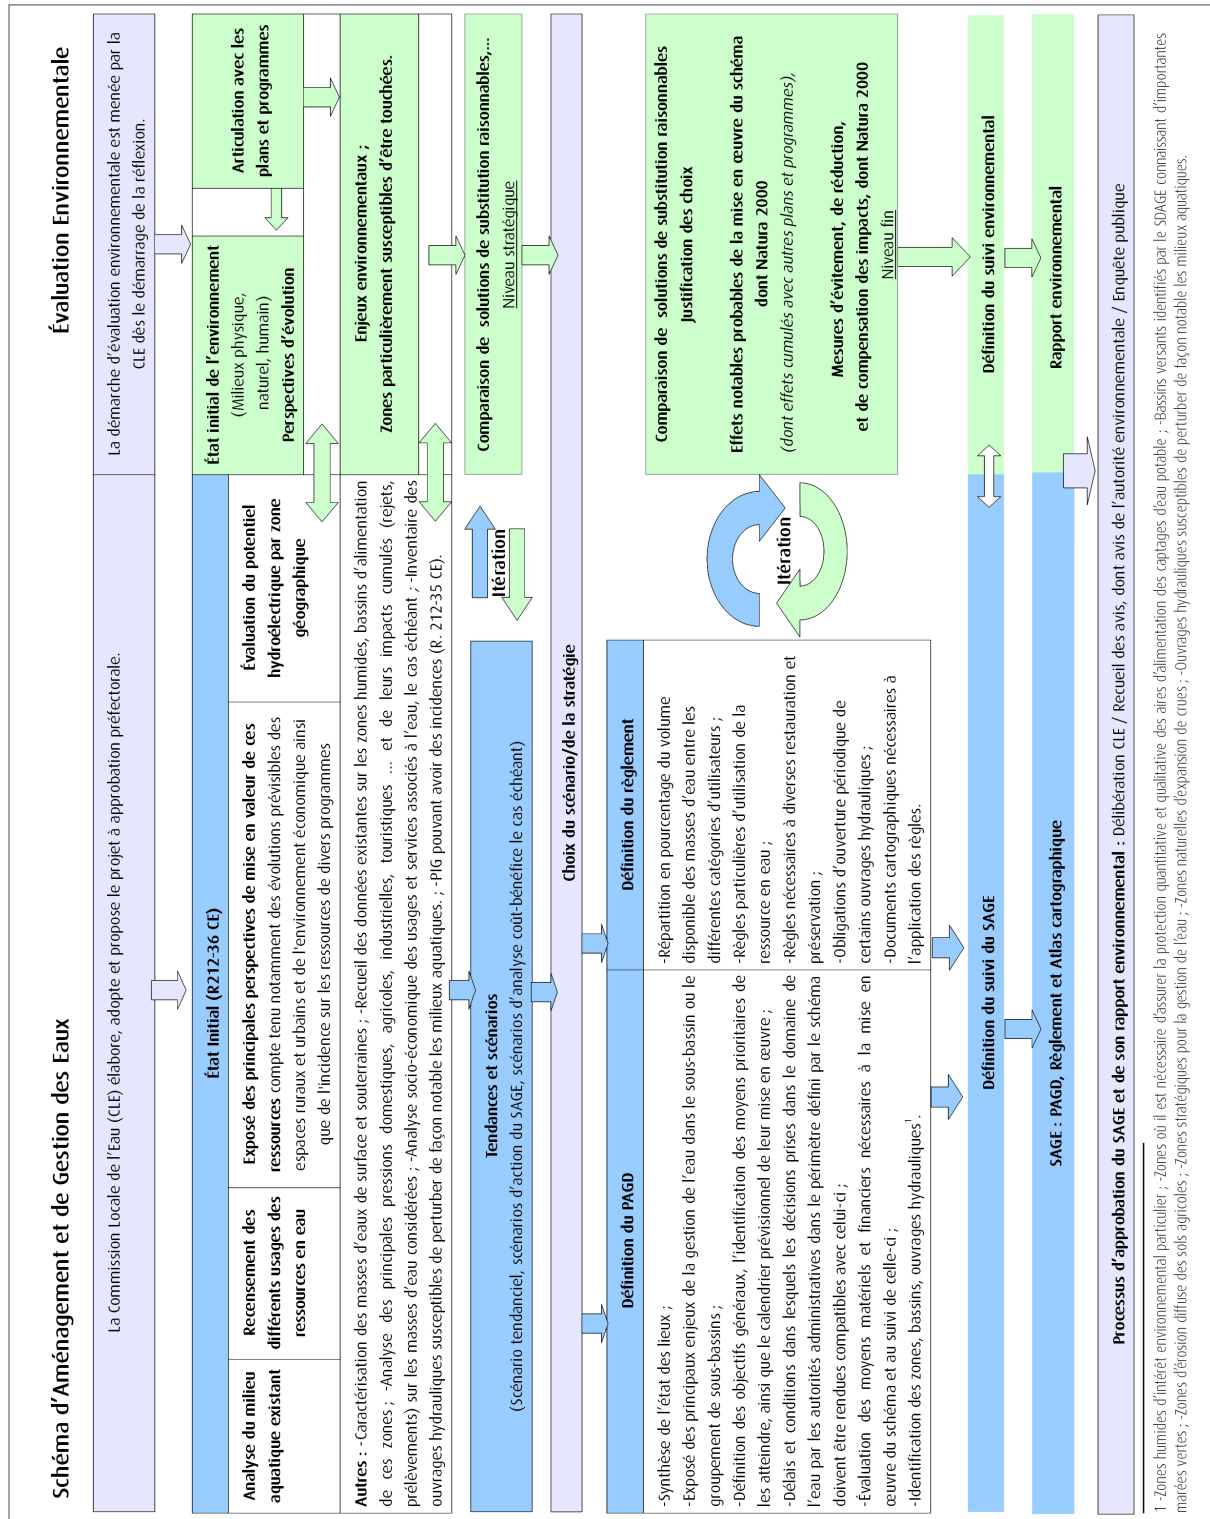 Schéma d'Aménagement et de Gestion des Eaux
Évaluation Environnementale
La Commission Locale de l'Eau (CLE) élabore, adopte et propose le projet à approbation préfectorale.
La démarche d'évaluation environnementale est menée par la
CLE dès le démarrage de la réflexion.
État Initial (R212-36 CE)
Analyse du milieu
aquatique existant
Recensement des
différents usages des
ressources en eau
Exposé des principales perspectives de mise en valeur de ces
ressources compte tenu notamment des évolutions prévisibles des
espaces ruraux et urbains et de l'environnement économique ainsi
que de l'incidence sur les ressources de divers programmes
Évaluation du potentiel
hydroélectrique par zone
géographique
État initial de l'environnement
(Milieux physique,
naturel, humain)
Perspectives d'évolution
Articulation avec les
plans et programmes
Autres : -Caractérisation des masses d'eaux de surface et souterraines ; -Recueil des données existantes sur les zones humides, bassins d'alimentation
de ces zones ; -Analyse des principales pressions domestiques, agricoles, industrielles, touristiques ... et de leurs impacts cumulés (rejets,
prélèvements) sur les masses d'eau considérées ; -Analyse socio-économique des usages et services associés à l'eau, le cas échéant ; -Inventaire des
ouvrages hydrauliques susceptibles de perturber de façon notable les milieux aquatiques. ; -PIG pouvant avoir des incidences (R. 212-35 CE).
Enjeux environnementaux ;
Zones particulièrement susceptibles d'être touchées.
Tendances et scénarios
(Scénario tendanciel, scénarios d'action du SAGE, scénarios d'analyse coût-bénéfice le cas échéant)
Itération
Comparaison de solutions de substitution raisonnables,...
Niveau stratégique
Choix du scénario/de la stratégie
Définition du PAGD
-Synthèse de l'état des lieux ;
-Exposé des principaux enjeux de la gestion de l'eau dans le sous-bassin ou le
groupement de sous-bassins ;
-Définition des objectifs généraux, l'identification des moyens prioritaires de
les atteindre, ainsi que le calendrier prévisionnel de leur mise en œuvre ;
-Délais et conditions dans lesquels les décisions prises dans le domaine de
l'eau par les autorités administratives dans le périmètre défini par le schéma
doivent être rendues compatibles avec celui-ci ;
-Évaluation des moyens matériels et financiers nécessaires à la mise en
œuvre du schéma et au suivi de celle-ci ;
-Identification des zones, bassins, ouvrages hydrauliques1.
Définition du règlement
-Répartition en pourcentage du volume
disponible des masses d'eau entre les
différentes catégories d'utilisateurs ;
-Règles particulières d'utilisation de la
ressource en eau ;
-Règles nécessaires à diverses restauration et
préservation ;
-Obligations d'ouverture périodique de
certains ouvrages hydrauliques ;
-Documents cartographiques nécessaires à
l'application des règles.
Itération
Comparaison de solutions de substitution raisonnables
Justification des choix
Effets notables probables de la mise en œuvre du schéma
dont Natura 2000
(dont effets cumulés avec autres plans et programmes),
Mesures d'évitement, de réduction,
et de compensation des impacts, dont Natura 2000
Niveau fin
Définition du suivi du SAGE
Définition du suivi environnemental
SAGE : PAGD, Règlement et Atlas cartographique
Rapport environnemental
Processus d'approbation du SAGE et de son rapport environnemental : Délibération CLE / Recueil des avis, dont avis de l'autorité environnementale / Enquête publique
1 -Zones humides d'intérêt environnemental particulier ; -Zones où il est nécessaire d'assurer la protection quantitative et qualitative des aires d'alimentation des captages d'eau potable ; -Bassins versants identifiés par le SDAGE connaissant d'importantes
marées vertes ; -Zones d'érosion diffuse des sols agricoles ; -Zones stratégiques pour la gestion de l'eau ; -Zones naturelles d'expansion de crues ; -Ouvrages hydrauliques susceptibles de perturber de façon notable les milieux aquatiques.